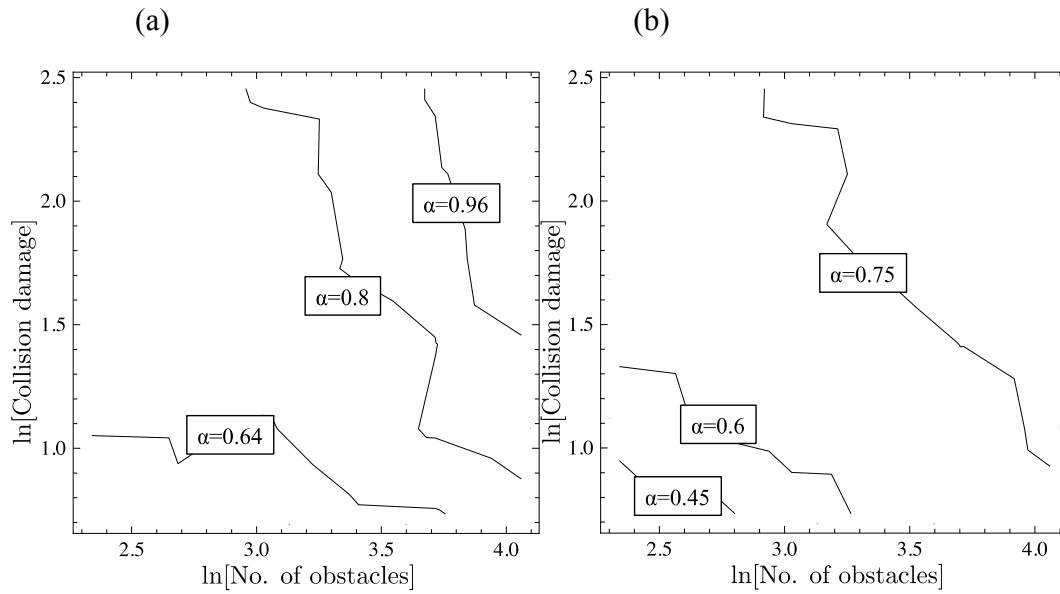 (a)
(b)
ln[Collision damage]
2.5
2.0
1.5
1.0
α=0.96
α=0.8
α=0.64
2.5 3.0 3.5 4.0
ln[No. of obstacles]
ln[Collision damage]
2.5
2.0
1.5
1.0
α=0.75
α=0.6
α=0.45
2.5 3.0 3.5 4.0
ln[No. of obstacles]